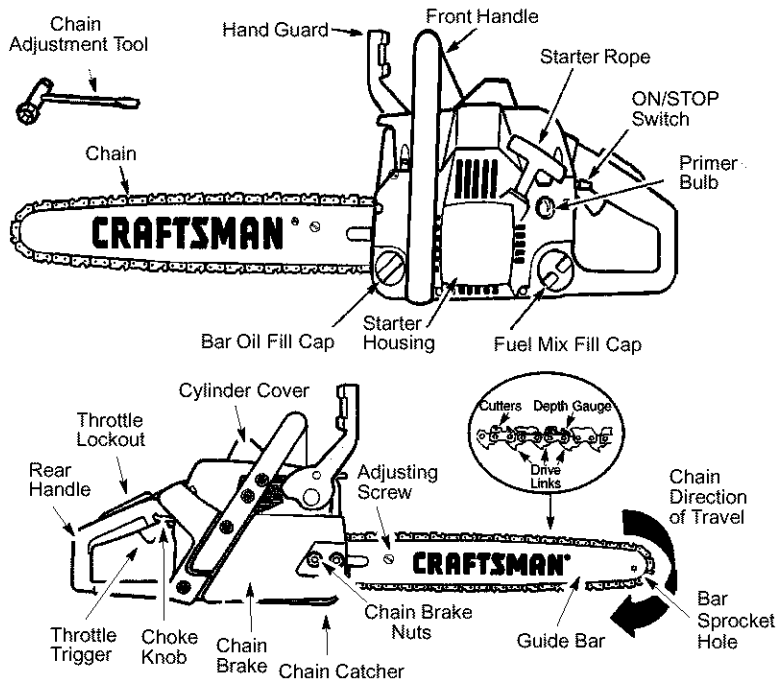 Chain
Adjustment Tool
Hand Guard
Front Handle
Starter Rope
ON/STOP
Switch
Primer
Bulb
Chain
CRAFTSMAN
Bar Oil Fill Cap
Starter
Housing
Fuel Mix Fill Cap
Cylinder Cover
Throttle
Lockout
Rear
Handle
Adjusting
Screw
Cutters
Depth Gauge
Drive
Links
Chain
Direction
of Travel
CRAFTSMAN
Throttle
Trigger
Choke
Knob
Chain
Brake
Chain Catcher
Chain Brake
Nuts
Guide Bar
Bar
Sprocket
Hole